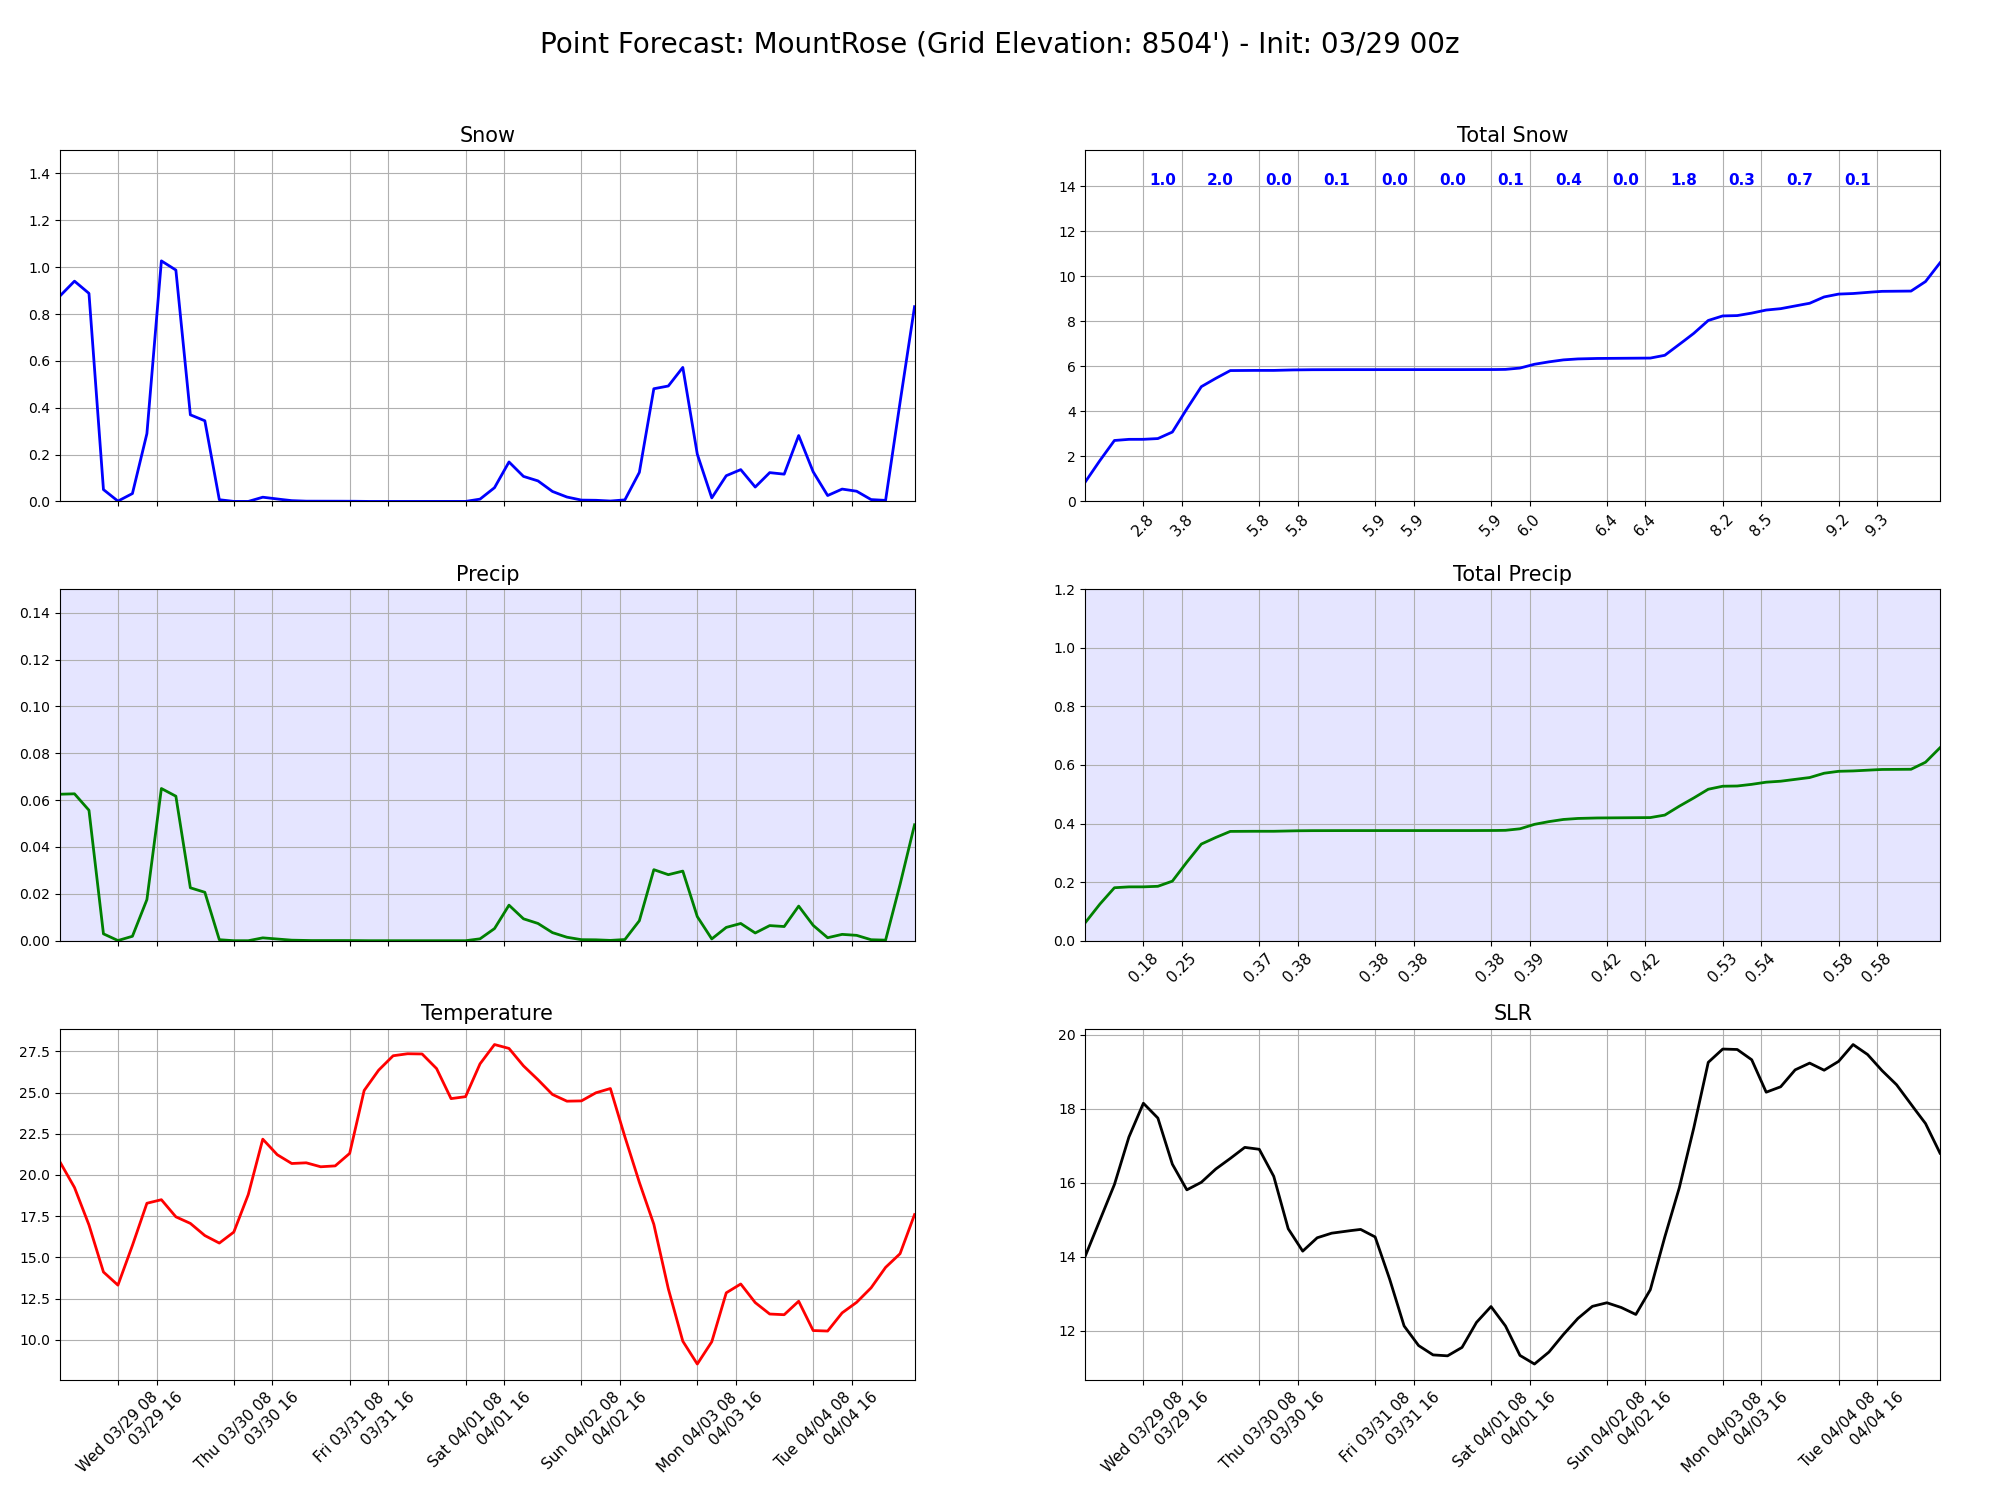 Point Forecast: MountRose (Grid Elevation: 8504') - Init: 03/29 00z
Snow
1.4
1.2
1.0
0.8
0.6
0.4
0.2
0.0
Total Snow
1.0 2.0 0.0 0.1 0.0 0.0 0.1 0.4 0.0 1.8 0.3 0.7 0.1
14
12
10
8
6
4
2
0
2.8 3.8 5.8 5.8 5.9 5.9 5.9 6.0 6.4 6.4 8.2 8.5 9.2 9.3
Precip
0.14
0.12
0.10
0.08
0.06
0.04
0.02
0.00
Total Precip
1.2
1.0
0.8
0.6
0.4
0.2
0.0
0.18 0.25 0.37 0.38 0.38 0.38 0.38 0.39 0.42 0.42 0.53 0.54 0.58 0.58
Temperature
27.5
25.0
22.5
20.0
17.5
15.0
12.5
10.0
Wed 03/29 08
03/29 16
Thu 03/30 08
03/30 16
Fri 03/31 08
03/31 16
Sat 04/01 08
04/01 16
Sun 04/02 08
04/02 16
Mon 04/03 08
04/03 16
Tue 04/04 08
04/04 16
SLR
20
18
16
14
12
Wed 03/29 08
03/29 16
Thu 03/30 08
03/30 16
Fri 03/31 08
03/31 16
Sat 04/01 08
04/01 16
Sun 04/02 08
04/02 16
Mon 04/03 08
04/03 16
Tue 04/04 08
04/04 16